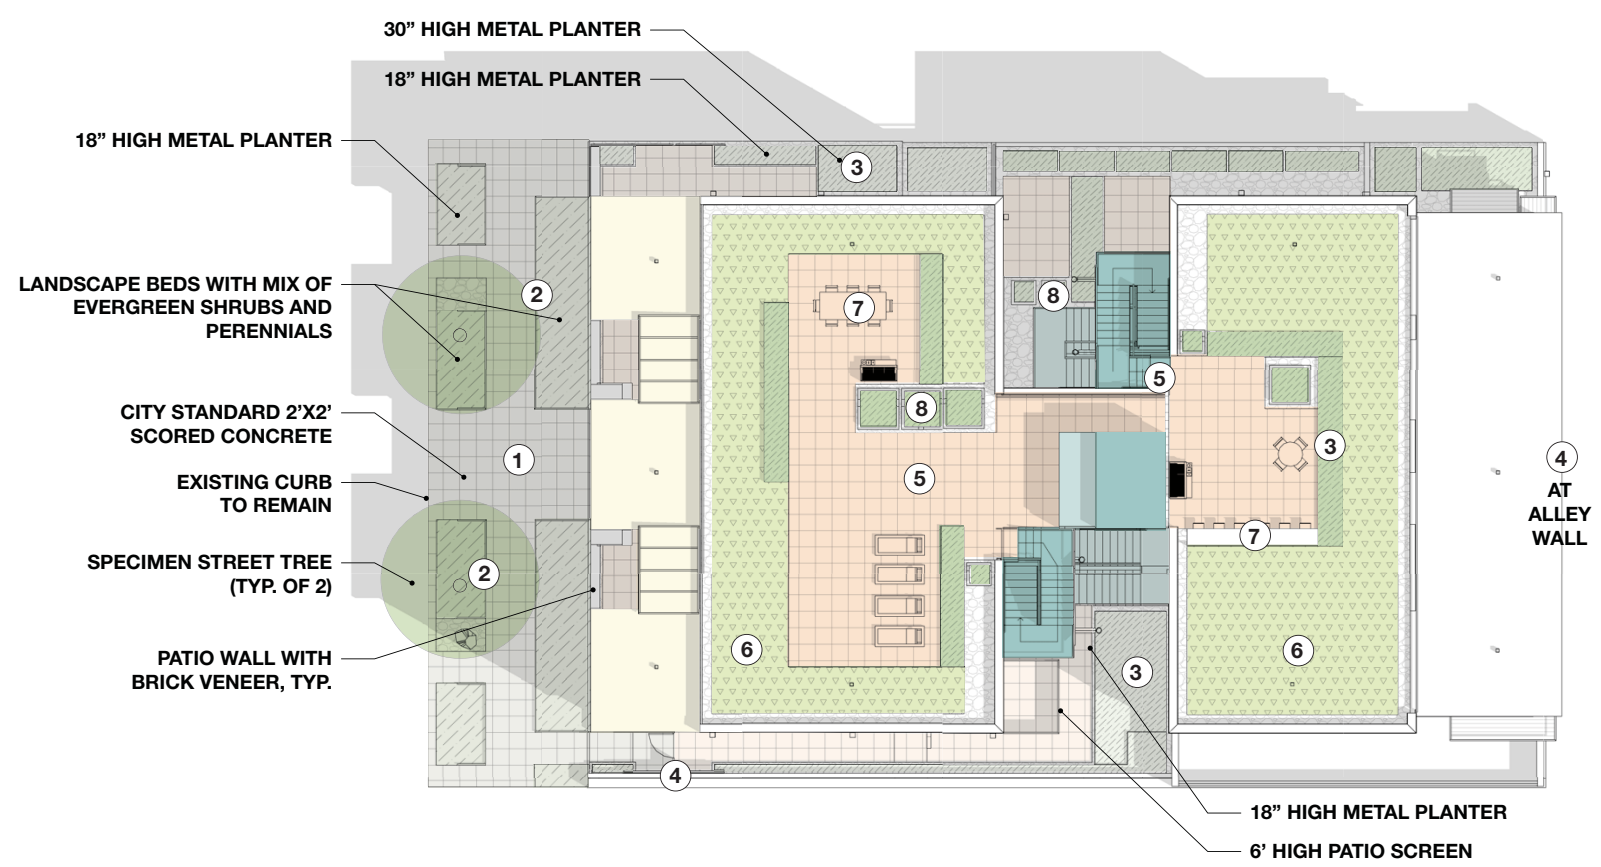 30” HIGH METAL PLANTER
18” HIGH METAL PLANTER
18” HIGH METAL PLANTER
3
LANDSCAPE BEDS WITH MIX OF
EVERGREEN SHRUBS AND
PERENNIALS
2
7
8
5
8
CITY STANDARD 2’X2’
SCORED CONCRETE
1
3
4
AT
ALLEY
WALL
EXISTING CURB
TO REMAIN
5
7
SPECIMEN STREET TREE
(TYP. OF 2)
2
PATIO WALL WITH
BRICK VENEER, TYP.
6
3
6
4
18” HIGH METAL PLANTER
6’ HIGH PATIO SCREEN